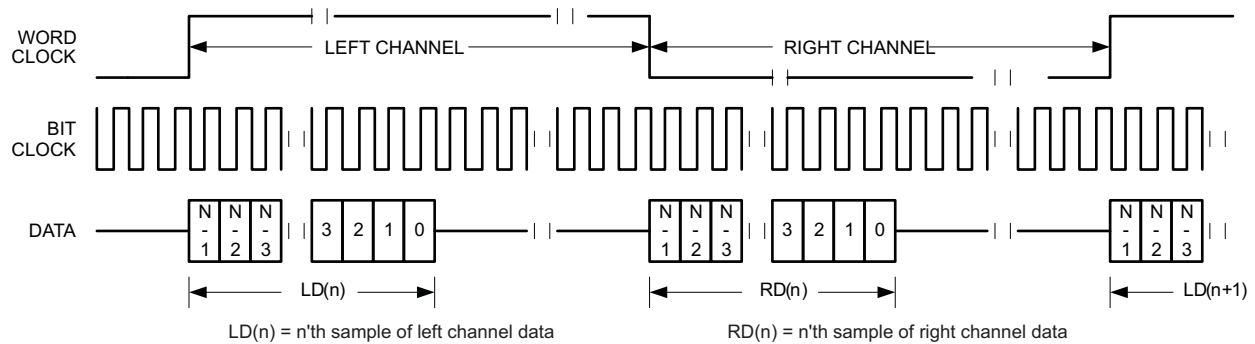 WORD
CLOCK
LEFT CHANNEL
RIGHT CHANNEL
BIT
CLOCK
DATA
N
-
1
N
-
2
N
-
3
3 2 1 0
N
-
1
N
-
2
N
-
3
3 2 1 0
N
-
1
N
-
2
N
-
3
LD(n)
RD(n)
LD(n+1)
LD(n) = n'th sample of left channel data
RD(n) = n'th sample of right channel data